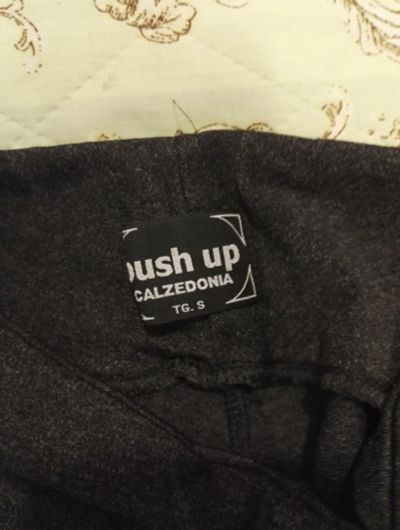 push up
CALZEDONIA
TG. S